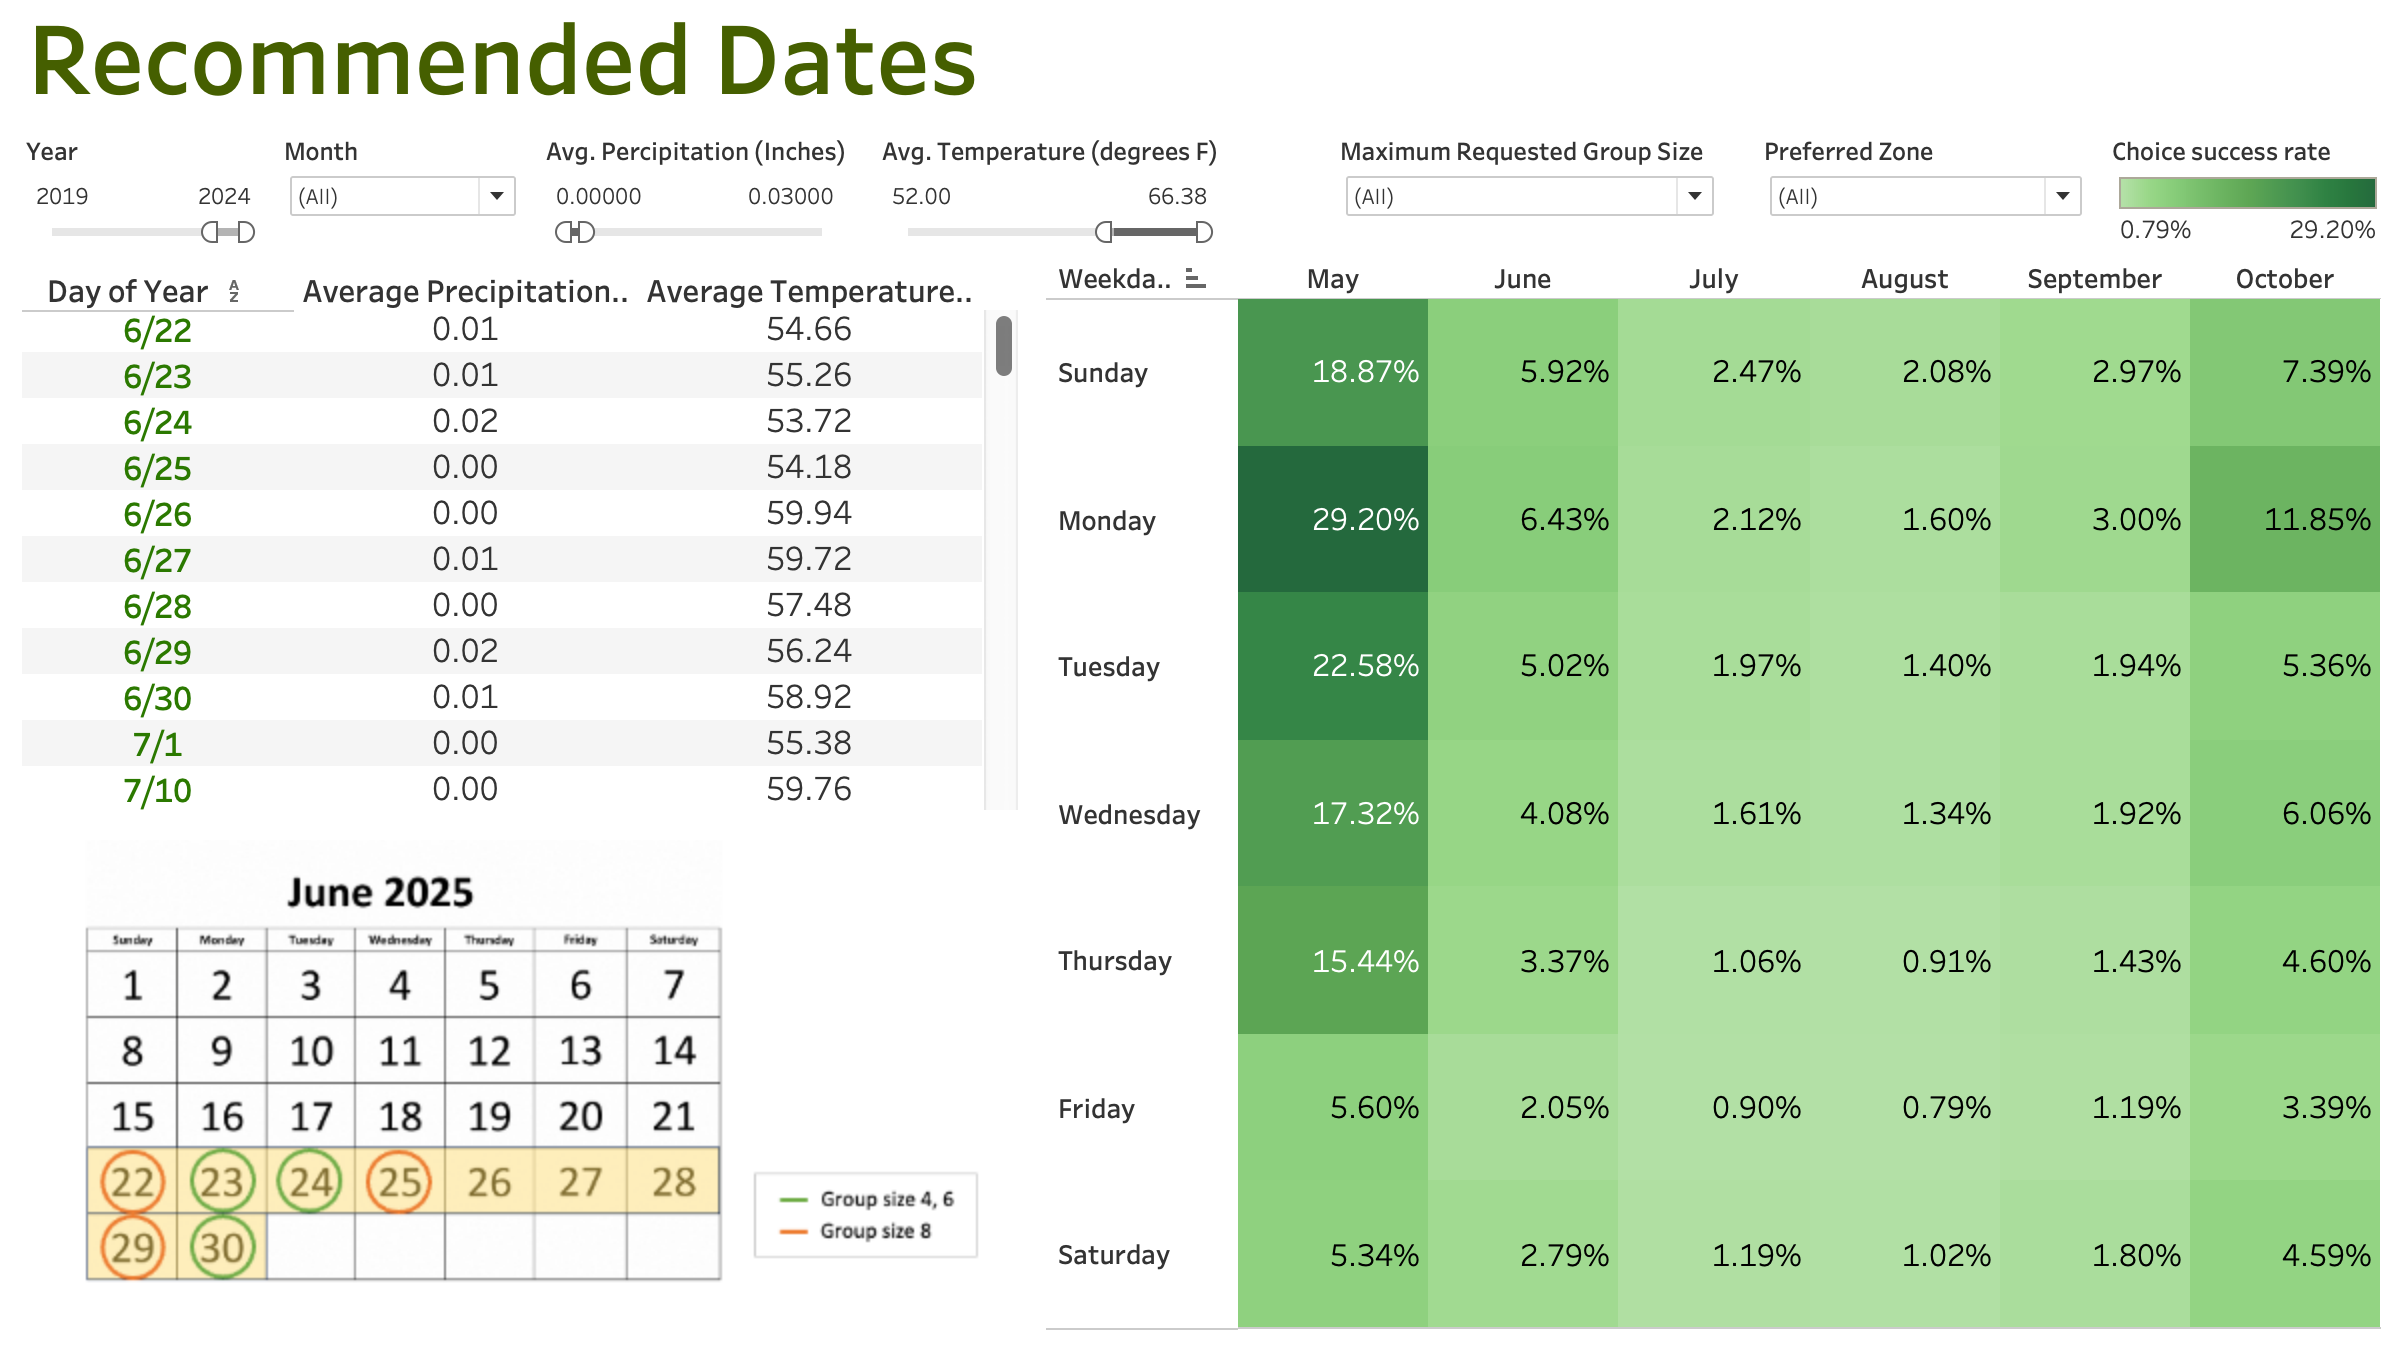 Recommended Dates
Year
2019 2024
Month
(All)
Avg. Percipitation (Inches)
0.00000 0.03000
Avg. Temperature (degrees F)
52.00 66.38
Maximum Requested Group Size
(All)
Preferred Zone
(All)
Choice success rate
0.79% 29.20%
Day of Year AZ Average Precipitation.. Average Temperature..
6/22 0.01 54.66
6/23 0.01 55.26
6/24 0.02 53.72
6/25 0.00 54.18
6/26 0.00 59.94
6/27 0.01 59.72
6/28 0.00 57.48
6/29 0.02 56.24
6/30 0.01 58.92
7/1 0.00 55.38
7/10 0.00 59.76
June 2025
Sunday Monday Tuesday Wednesday Thursday Friday Saturday
1 2 3 4 5 6 7
8 9 10 11 12 13 14
15 16 17 18 19 20 21
22 23 24 25 26 27 28
29 30
Group size 4, 6
Group size 8
Weekda.. May June July August September October
Sunday 18.87% 5.92% 2.47% 2.08% 2.97% 7.39%
Monday 29.20% 6.43% 2.12% 1.60% 3.00% 11.85%
Tuesday 22.58% 5.02% 1.97% 1.40% 1.94% 5.36%
Wednesday 17.32% 4.08% 1.61% 1.34% 1.92% 6.06%
Thursday 15.44% 3.37% 1.06% 0.91% 1.43% 4.60%
Friday 5.60% 2.05% 0.90% 0.79% 1.19% 3.39%
Saturday 5.34% 2.79% 1.19% 1.02% 1.80% 4.59%